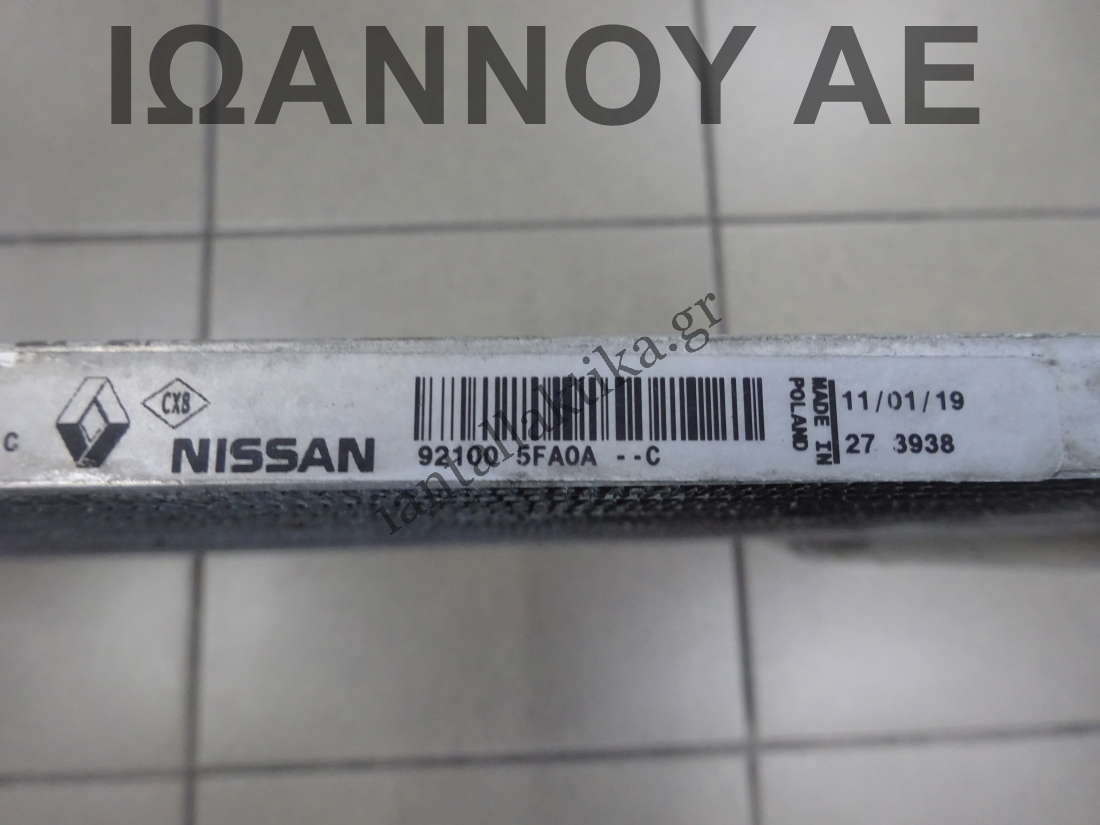 ΙΩΑΝΝΟΥ ΑΕ
iantallaktika.gr
C
CX8
NISSAN
92100 5FA0A --C
MADE IN
POLAND
11/01/19
27 3938